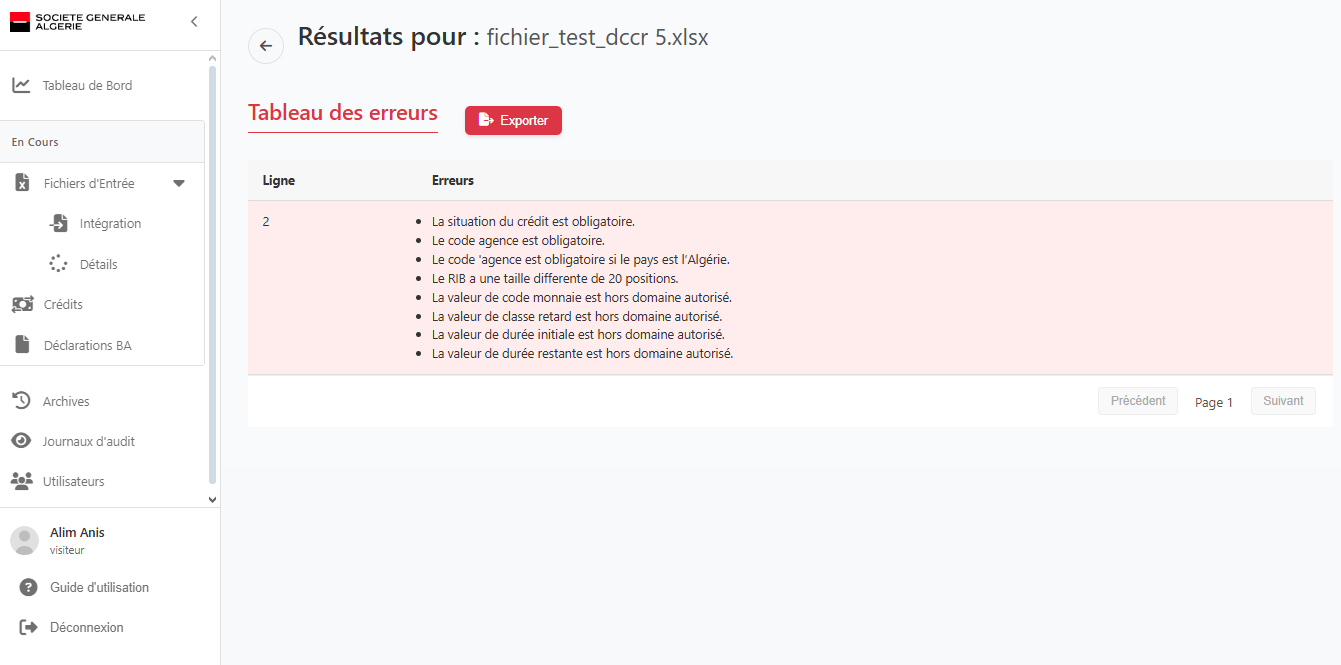 SOCIETE GENERALE
ALGERIE
Tableau de Bord
En Cours
Fichiers d'Entrée
Intégration
Détails
Crédits
Déclarations BA
Archives
Journaux d'audit
Utilisateurs
Alim Anis
visiteur
Guide d'utilisation
Déconnexion
Résultats pour : fichier_test_dccr 5.xlsx
Tableau des erreurs
Exporter
Ligne Erreurs
2
La situation du crédit est obligatoire.
Le code agence est obligatoire.
Le code 'agence est obligatoire si le pays est l'Algérie.
Le RIB a une taille differente de 20 positions.
La valeur de code monnaie est hors domaine autorisé.
La valeur de classe retard est hors domaine autorisé.
La valeur de durée initiale est hors domaine autorisé.
La valeur de durée restante est hors domaine autorisé.
Précédent Page 1 Suivant